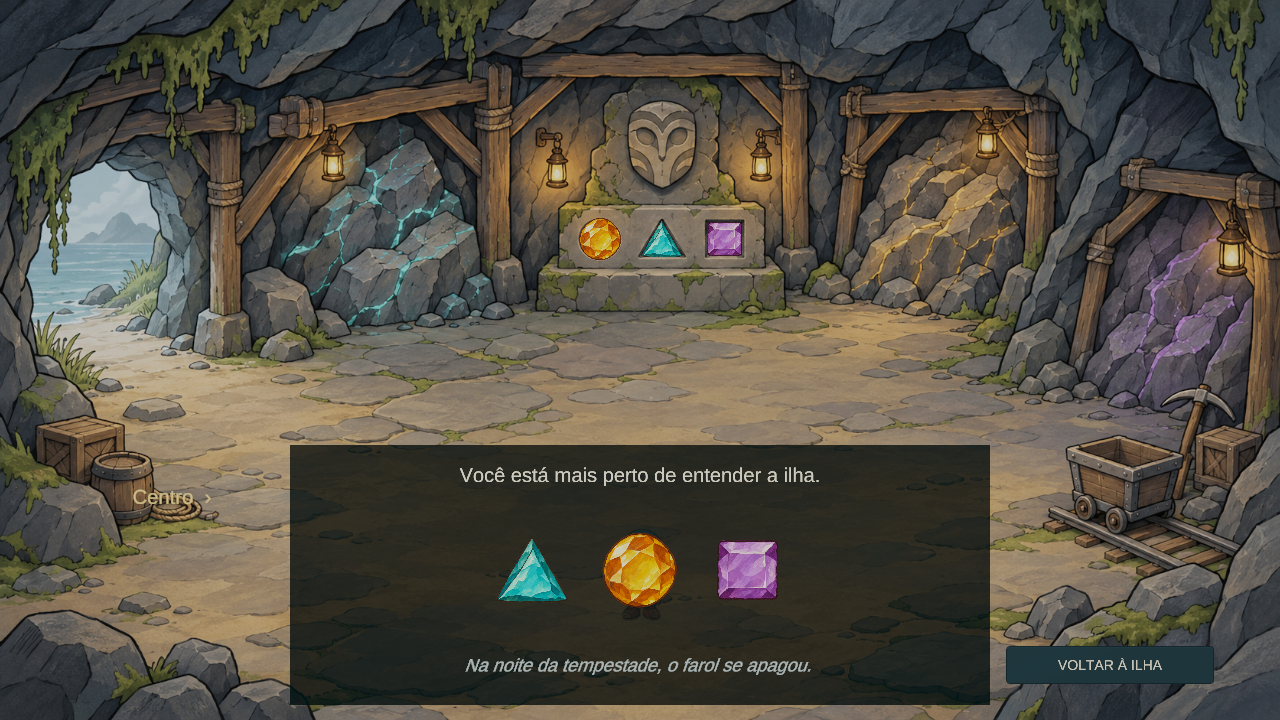 Você está mais perto de entender a ilha.
Centro ›
Na noite da tempestade, o farol se apagou.
VOLTAR À ILHA